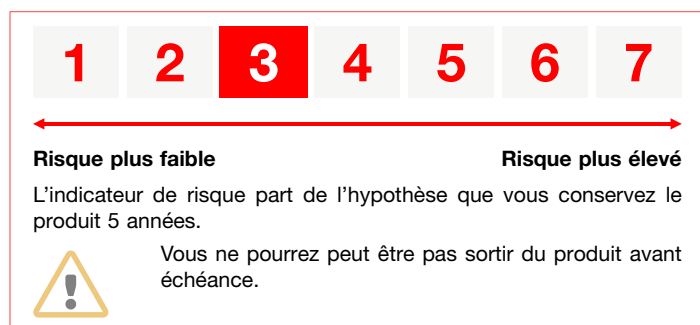 1 2 3 4 5 6 7
Risque plus faible Risque plus élevé
L'indicateur de risque part de l'hypothèse que vous conservez le
produit 5 années.
Vous ne pourrez peut être pas sortir du produit avant
échéance.
!